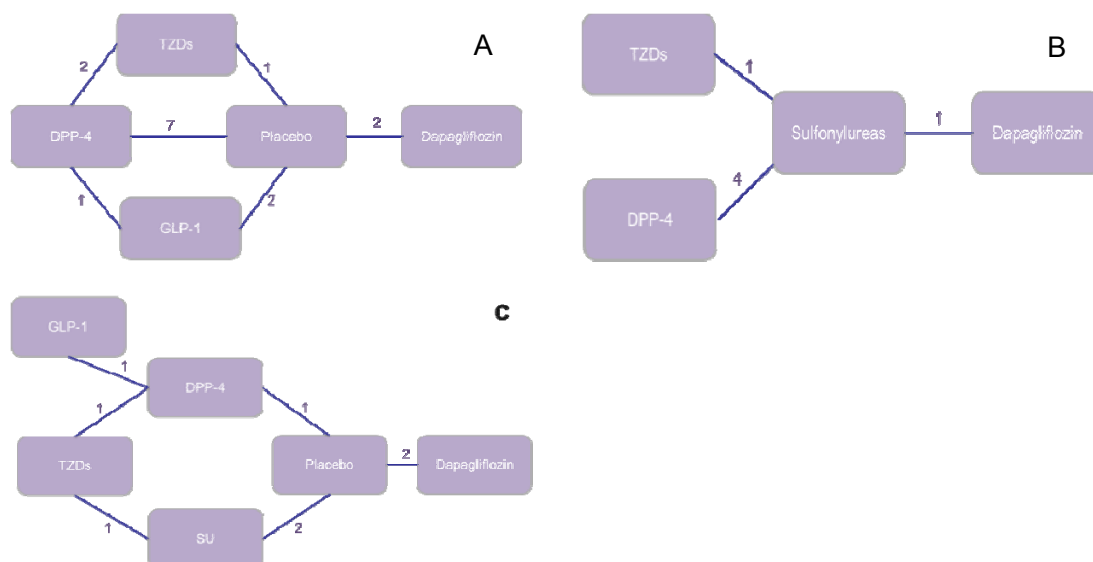 A
TZDs
2
1
DPP-4
7
Placebo
2
Dapagliflozin
1
2
GLP-1
B
TZDs
1
Sulfonylureas
1
Dapagliflozin
4
DPP-4
c
GLP-1
1
DPP-4
1
1
TZDs
Placebo
2
Dapagliflozin
1
2
SU